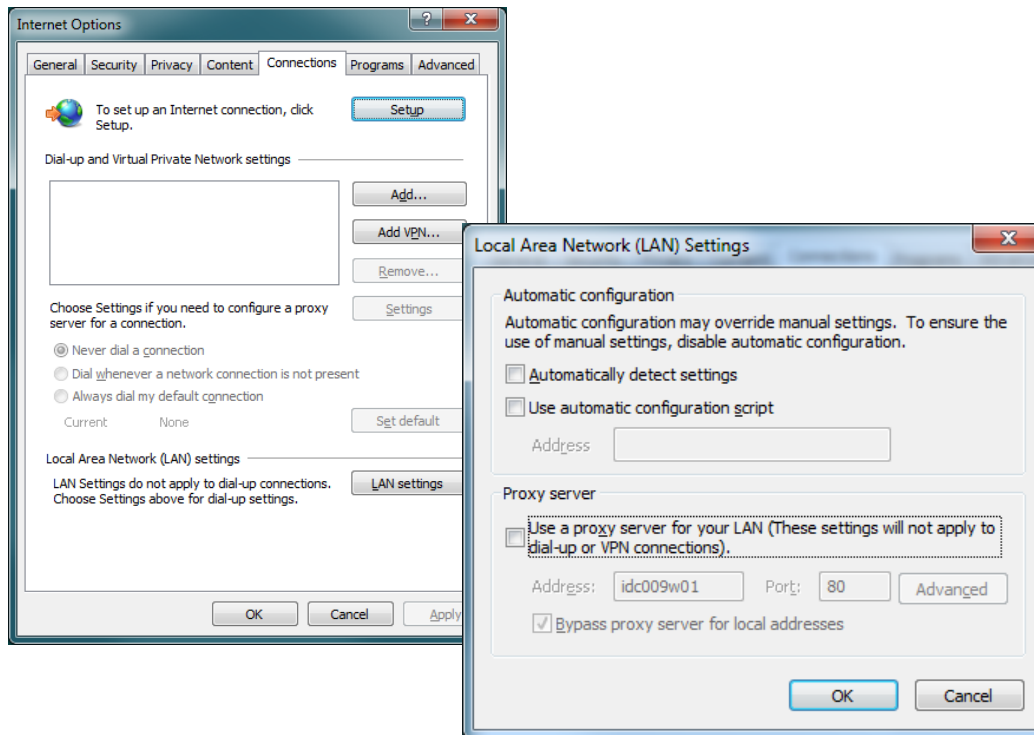 Internet Options
?
General Security Privacy Content Connections Programs Advanced
To set up an Internet connection, click
Setup.
Setup
Dial-up and Virtual Private Network settings
Add...
Add VPN...
Remove...
Choose Settings if you need to configure a proxy
server for a connection.
Settings
Never dial a connection
Dial whenever a network connection is not present
Always dial my default connection
Current None
Set default
Local Area Network (LAN) settings
LAN Settings do not apply to dial-up connections.
Choose Settings above for dial-up settings.
LAN settings
OK Cancel Apply
Local Area Network (LAN) Settings
Automatic configuration
Automatic configuration may override manual settings. To ensure the
use of manual settings, disable automatic configuration.
Automatically detect settings
Use automatic configuration script
Address
Proxy server
Use a proxy server for your LAN (These settings will not apply to
dial-up or VPN connections).
Address: idc009w01 Port: 80 Advanced
Bypass proxy server for local addresses
OK Cancel